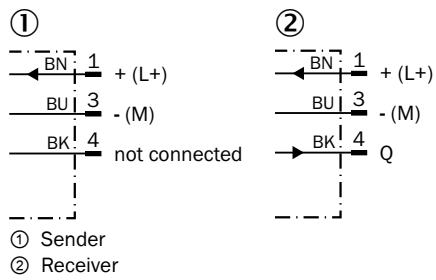 ① ②
BN 1 + (L+) BN 1 + (L+)
BU 3 - (M) BU 3 - (M)
BK 4 not connected BK 4 Q
① Sender
② Receiver